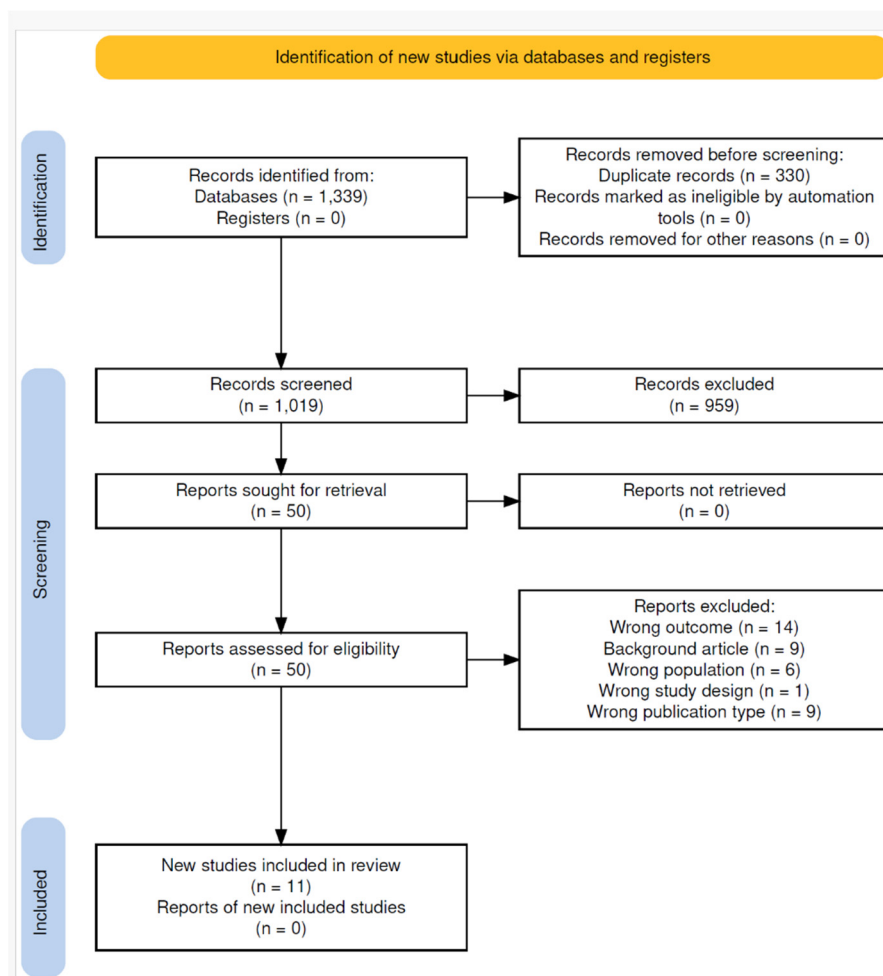 Identification of new studies via databases and registers
Identification
Records identified from:
Databases (n = 1,339)
Registers (n = 0)
Records removed before screening:
Duplicate records (n = 330)
Records marked as ineligible by automation
tools (n = 0)
Records removed for other reasons (n = 0)
Screening
Records screened
(n = 1,019)
Records excluded
(n = 959)
Reports sought for retrieval
(n = 50)
Reports not retrieved
(n = 0)
Reports assessed for eligibility
(n = 50)
Reports excluded:
Wrong outcome (n = 14)
Background article (n = 9)
Wrong population (n = 6)
Wrong study design (n = 1)
Wrong publication type (n = 9)
Included
New studies included in review
(n = 11)
Reports of new included studies
(n = 0)